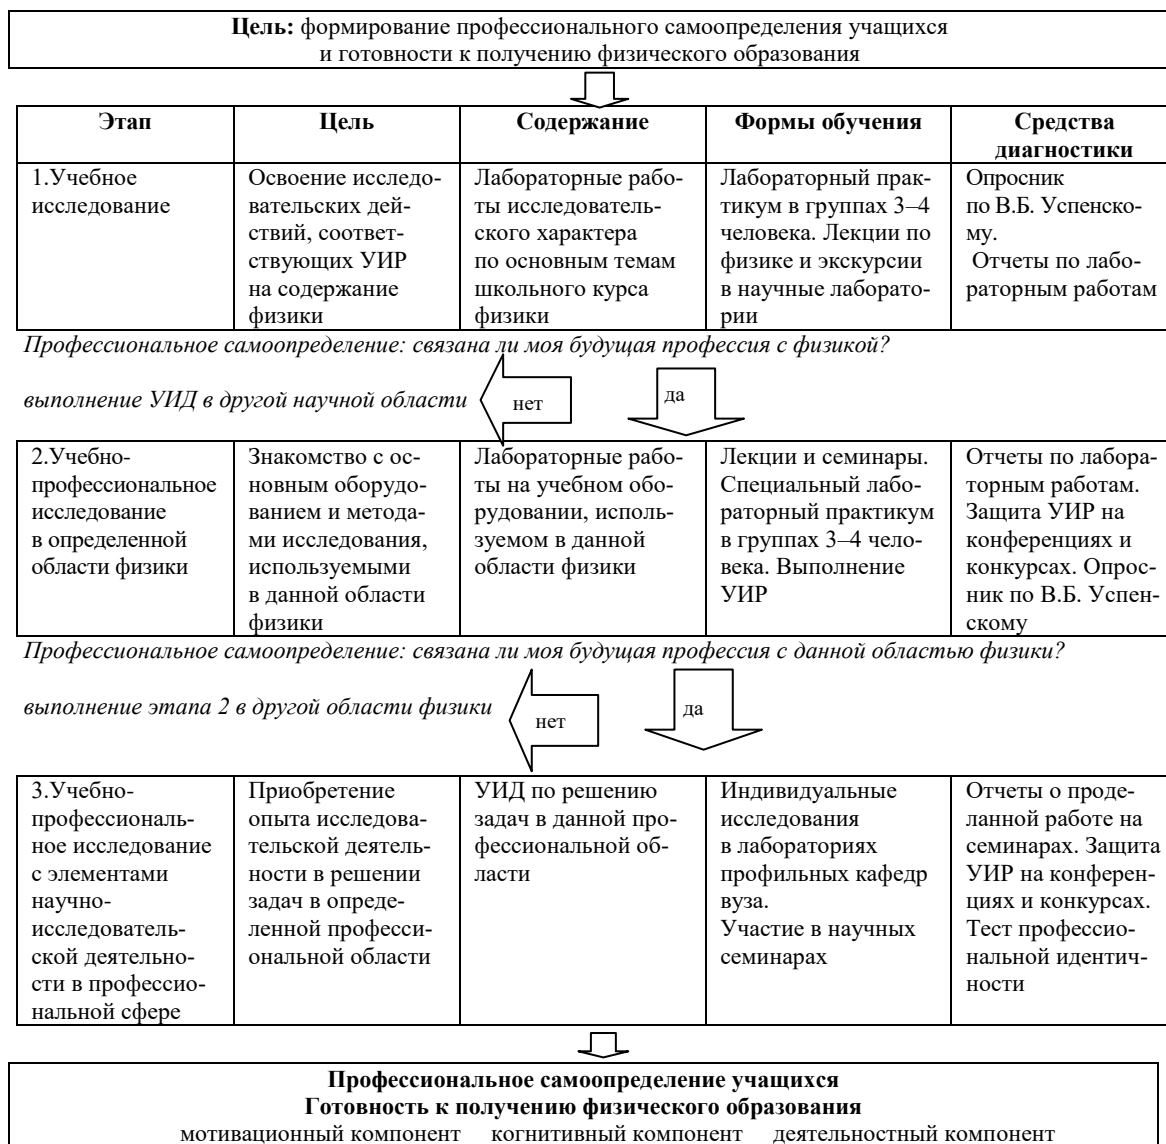 Цель: формирование профессионального самоопределения учащихся
и готовности к получению физического образования
Этап
Цель
Содержание
Формы обучения
Средства
диагностики
1.Учебное
исследование
Освоение исследо-
вательских дей-
ствий, соответ-
ствующих УИР
на содержание
физики
Лабораторные рабо-
ты исследователь-
ского характера
по основным темам
школьного курса
физики
Лабораторный прак-
тикум в группах 3–4
человека. Лекции по
физике и экскурсии
в научные лаборато-
рии
Опросник
по В.Б. Успенско-
му.
Отчеты по лабо-
раторным работам
Профессиональное самоопределение: связана ли моя будущая профессия с физикой?
выполнение УИД в другой научной области
нет
да
2.Учебно-
профессиональное
исследование
в определенной
области физики
Знакомство с ос-
новным оборудо-
ванием и метода-
ми исследования,
используемыми
в данной области
физики
Лабораторные рабо-
ты на учебном обо-
рудовании, исполь-
зуемом в данной
области физики
Лекции и семинары.
Специальный лабо-
раторный практикум
в группах 3–4 чело-
века. Выполнение
УИР
Отчеты по лабора-
торным работам.
Защита УИР на
конференциях и
конкурсах. Опрос-
ник по В.Б. Успен-
скому
Профессиональное самоопределение: связана ли моя будущая профессия с данной областью физики?
выполнение этапа 2 в другой области физики
нет
да
3.Учебно-
профессиональ-
ное исследование
с элементами
научно-
исследователь-
ской деятельно-
сти в профессио-
нальной сфере
Приобретение
опыта исследова-
тельской деятель-
ности в решении
задач в опреде-
ленной професси-
ональной области
УИД по решению
задач в данной про-
фессиональной об-
ласти
Индивидуальные
исследования
в лабораториях
профильных кафедр
вуза.
Участие в научных
семинарах
Отчеты о проде-
ланной работе на
семинарах. Защита
УИР на конферен-
циях и конкурсах.
Тест профессио-
нальной идентич-
ности
Профессиональное самоопределение учащихся
Готовность к получению физического образования
мотивационный компонент когнитивный компонент деятельностный компонент